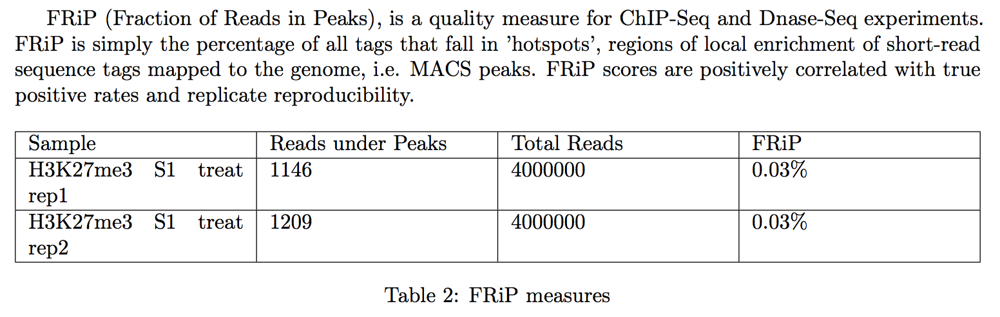 FRiP (Fraction of Reads in Peaks), is a quality measure for ChIP-Seq and Dnase-Seq experiments.
FRiP is simply the percentage of all tags that fall in ’hotspots’, regions of local enrichment of short-read
sequence tags mapped to the genome, i.e. MACS peaks. FRiP scores are positively correlated with true
positive rates and replicate reproducibility.
Sample Reads under Peaks Total Reads FRiP
H3K27me3 S1 treat 1146 4000000 0.03%
rep1
H3K27me3 S1 treat 1209 4000000 0.03%
rep2
Table 2: FRiP measures